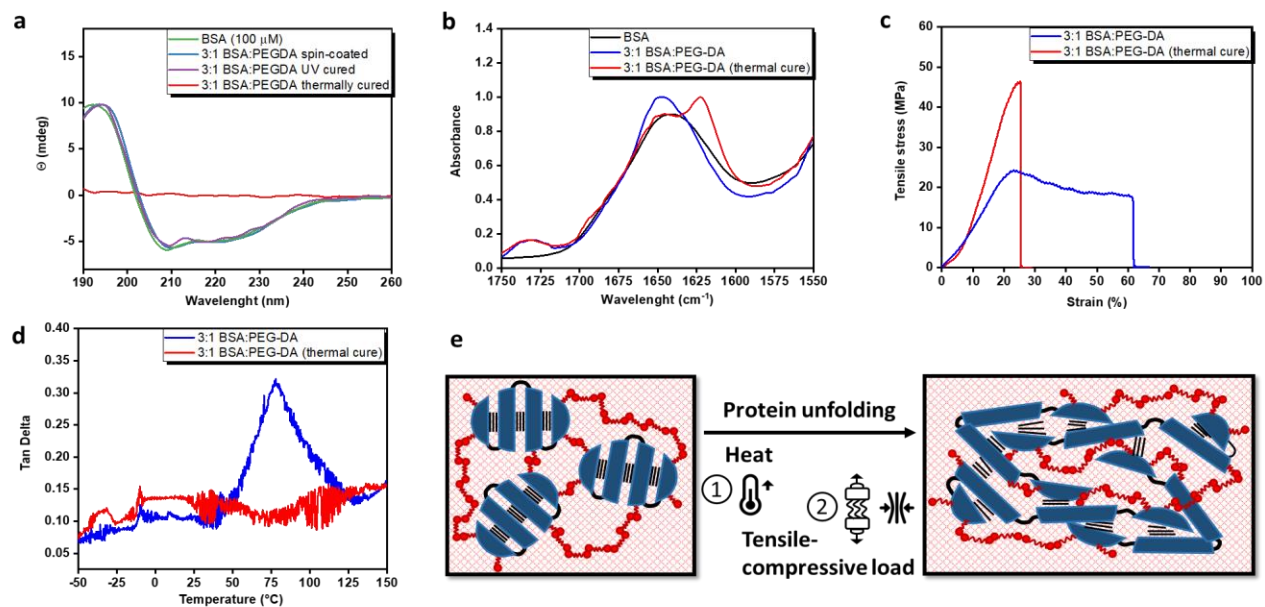 a
BSA (100 μM)
3:1 BSA:PEGDA spin-coated
3:1 BSA:PEGDA UV cured
3:1 BSA:PEGDA thermally cured
Θ (mdeg)
10
5
0
-5
190 200 210 220 230 240 250 260
Wavelenght (nm)
b
BSA
3:1 BSA:PEG-DA
3:1 BSA:PEG-DA (thermal cure)
Absorbance
1.4
1.2
1.0
0.8
0.6
0.4
0.2
0.0
1750 1725 1700 1675 1650 1625 1600 1575 1550
Wavelenght (cm⁻¹)
c
3:1 BSA:PEG-DA
3:1 BSA:PEG-DA (thermal cure)
Tensile stress (MPa)
60
50
40
30
20
10
0
0 10 20 30 40 50 60 70 80 90 100
Strain (%)
d
3:1 BSA:PEG-DA
3:1 BSA:PEG-DA (thermal cure)
Tan Delta
0.40
0.35
0.30
0.25
0.20
0.15
0.10
0.05
-50 -25 0 25 50 75 100 125 150
Temperature (°C)
e
Protein unfolding
Heat
1
2
Tensile-
compressive load